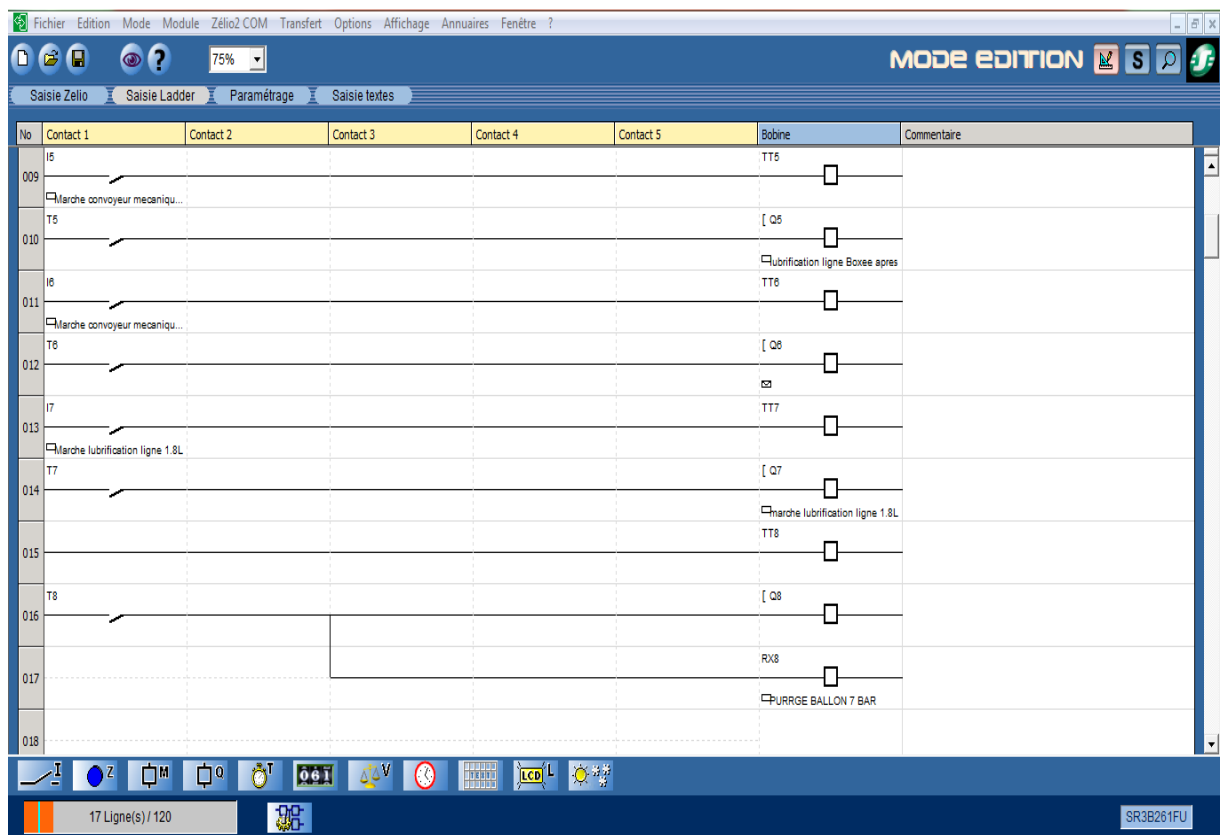 Fichier Edition Mode Module Zélio2 COM Transfert Options Affichage Annuaires Fenêtre ?
75%
MODE EDITION
S
Saisie Zelio Saisie Ladder Paramétrage Saisie textes
No Contact 1 Contact 2 Contact 3 Contact 4 Contact 5 Bobine Commentaire
I5 TT5
009
Marche convoyeur mecaniqu...
T5 [ Q5
010
ubrification ligne Boxee apres
I6 TT6
011
Marche convoyeur mecaniqu...
T6 [ Q6
012
I7 TT7
013
Marche lubrification ligne 1.8L
T7 [ Q7
014
marche lubrification ligne 1.8L
TT8
015
T8 [ Q8
016
RX8
017
PURRGE BALLON 7 BAR
018
I Z M Q T 061 V LCD L
17 Ligne(s) / 120
SR3B261FU